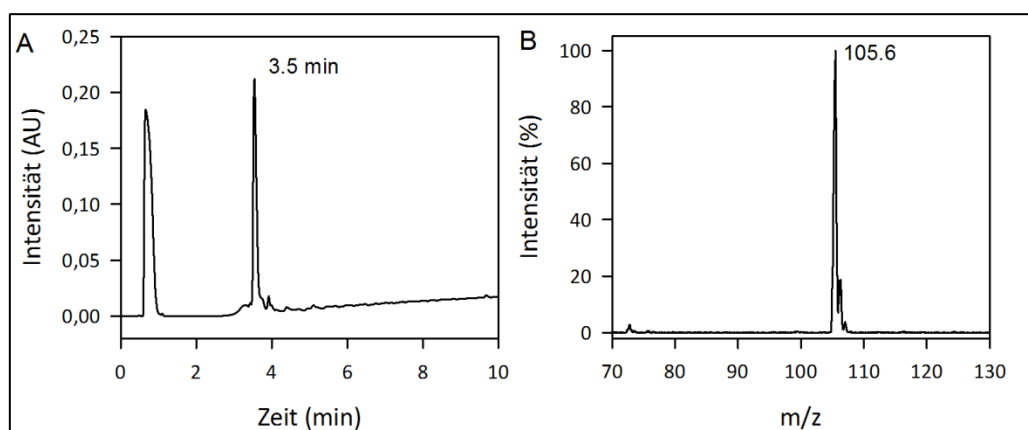 A
3.5 min
Intensität (AU)
0,25
0,20
0,15
0,10
0,05
0,00
0 2 4 6 8 10
Zeit (min)
B
105.6
Intensität (%)
100
80
60
40
20
0
70 80 90 100 110 120 130
m/z